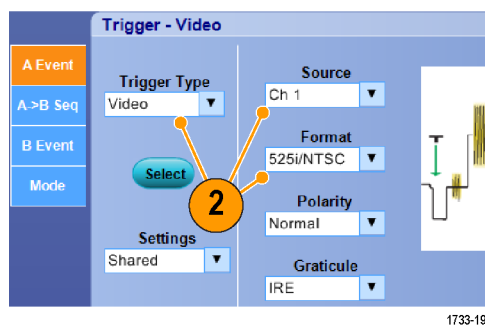 Trigger - Video
A Event
A->B Seq
B Event
Mode
Trigger Type
Video
Select
Settings
Shared
Source
Ch 1
Format
525i/NTSC
Polarity
Normal
Graticule
IRE
2
T
1733-19